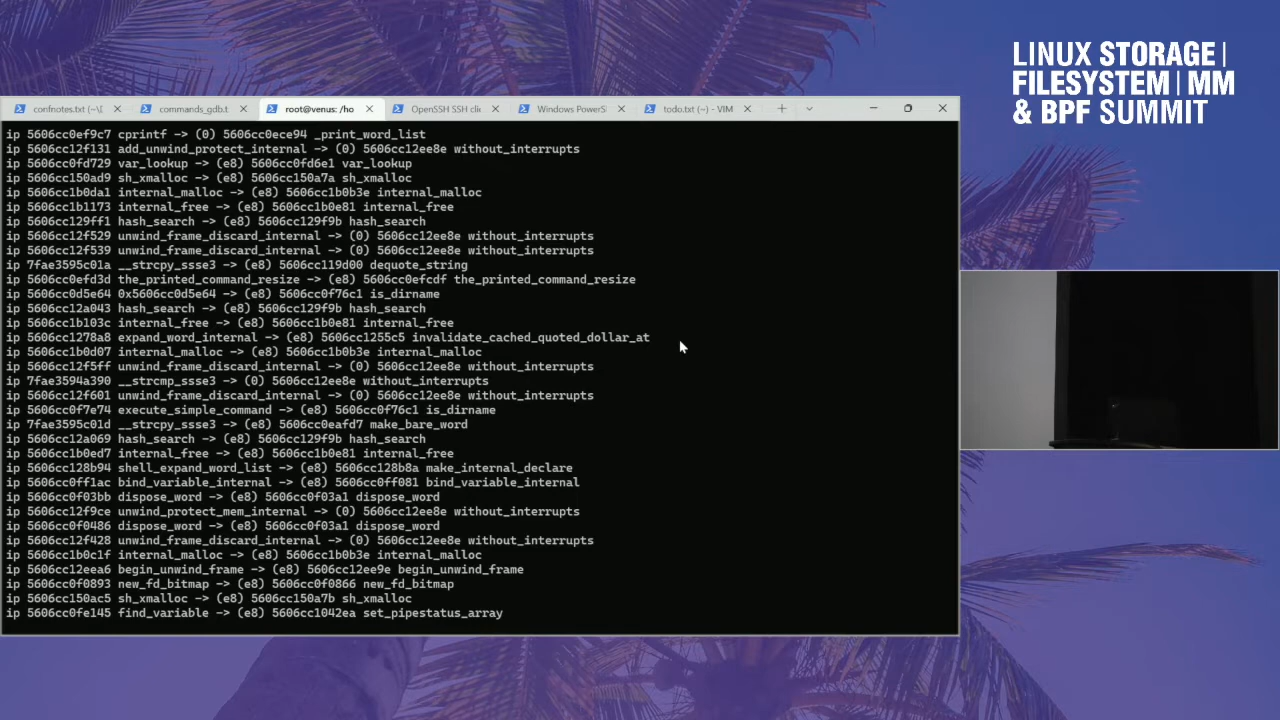 LINUX STORAGE |
FILESYSTEM | MM
& BPF SUMMIT
confnotes.txt (~\[
commands_gdb.t
root@venus: /ho
OpenSSH SSH clie
Windows PowerS
todo.txt (~) - VIM
ip 5606cc0ef9c7 cprintf -> (0) 5606cc0ece94 _print_word_list
ip 5606cc12f131 add_unwind_protect_internal -> (0) 5606cc12ee8e without_interrupts
ip 5606cc0fd729 var_lookup -> (e8) 5606cc0fd6e1 var_lookup
ip 5606cc150ad9 sh_xmalloc -> (e8) 5606cc150a7a sh_xmalloc
ip 5606cc1b0da1 internal_malloc -> (e8) 5606cc1b0b3e internal_malloc
ip 5606cc1b1173 internal_free -> (e8) 5606cc1b0e81 internal_free
ip 5606cc129ff1 hash_search -> (e8) 5606cc129f9b hash_search
ip 5606cc12f529 unwind_frame_discard_internal -> (0) 5606cc12ee8e without_interrupts
ip 5606cc12f539 unwind_frame_discard_internal -> (0) 5606cc12ee8e without_interrupts
ip 7fae3595c01a __strcpy_ssse3 -> (e8) 5606cc119d00 dequote_string
ip 5606cc0efd3d the_printed_command_resize -> (e8) 5606cc0efcdf the_printed_command_resize
ip 5606cc0d5e64 0x5606cc0d5e64 -> (e8) 5606cc0f76c1 is_dirname
ip 5606cc12a043 hash_search -> (e8) 5606cc129f9b hash_search
ip 5606cc1b103c internal_free -> (e8) 5606cc1b0e81 internal_free
ip 5606cc1278a8 expand_word_internal -> (e8) 5606cc1255c5 invalidate_cached_quoted_dollar_at
ip 5606cc1b0d07 internal_malloc -> (e8) 5606cc1b0b3e internal_malloc
ip 5606cc12f5ff unwind_frame_discard_internal -> (0) 5606cc12ee8e without_interrupts
ip 7fae3594a390 __strcmp_ssse3 -> (0) 5606cc12ee8e without_interrupts
ip 5606cc12f601 unwind_frame_discard_internal -> (0) 5606cc12ee8e without_interrupts
ip 5606cc0f7e74 execute_simple_command -> (e8) 5606cc0f76c1 is_dirname
ip 7fae3595c01d __strcpy_ssse3 -> (e8) 5606cc0eafd7 make_bare_word
ip 5606cc12a069 hash_search -> (e8) 5606cc129f9b hash_search
ip 5606cc1b0ed7 internal_free -> (e8) 5606cc1b0e81 internal_free
ip 5606cc128b94 shell_expand_word_list -> (e8) 5606cc128b8a make_internal_declare
ip 5606cc0ff1ac bind_variable_internal -> (e8) 5606cc0ff081 bind_variable_internal
ip 5606cc0f03bb dispose_word -> (e8) 5606cc0f03a1 dispose_word
ip 5606cc12f9ce unwind_protect_mem_internal -> (0) 5606cc12ee8e without_interrupts
ip 5606cc0f0486 dispose_word -> (e8) 5606cc0f03a1 dispose_word
ip 5606cc12f428 unwind_frame_discard_internal -> (0) 5606cc12ee8e without_interrupts
ip 5606cc1b0c1f internal_malloc -> (e8) 5606cc1b0b3e internal_malloc
ip 5606cc12eea6 begin_unwind_frame -> (e8) 5606cc12ee9e begin_unwind_frame
ip 5606cc0f0893 new_fd_bitmap -> (e8) 5606cc0f0866 new_fd_bitmap
ip 5606cc150ac5 sh_xmalloc -> (e8) 5606cc150a7b sh_xmalloc
ip 5606cc0fe145 find_variable -> (e8) 5606cc1042ea set_pipestatus_array